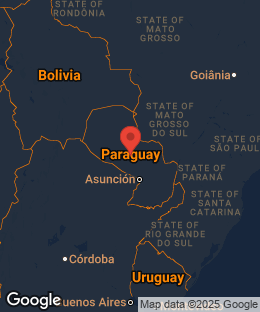 STATE OF
RONDÔNIA
STATE OF
MATO
GROSSO
Bolivia
Goiânia
STATE OF
MATO
GROSSO
DO SUL
STATE OF
SÃO PAUL
Paraguay
STATE OF
PARANÁ
Asunción
STATE OF
SANTA
CATARINA
STATE OF
RIO GRANDE
DO SUL
Córdoba
Uruguay
Google
Buenos Aires
Map data ©2025 Google